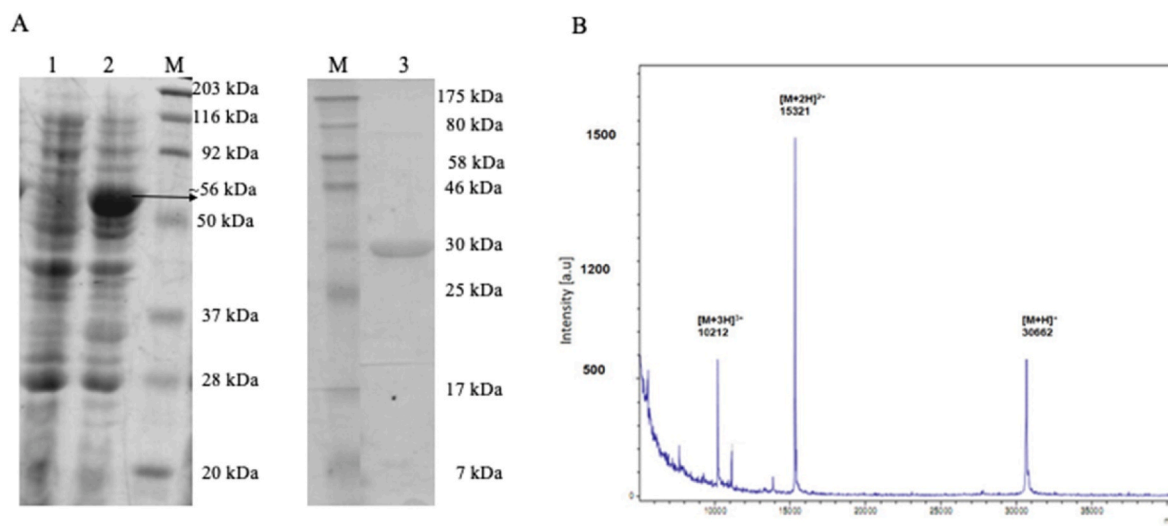 A
1 2 M
203 kDa
116 kDa
92 kDa
~56 kDa
50 kDa
37 kDa
28 kDa
20 kDa
M 3
175 kDa
80 kDa
58 kDa
46 kDa
30 kDa
25 kDa
17 kDa
7 kDa
B
Intensity [a.u]
1500
1200
500
0
[M+3H]³⁺
10212
[M+2H]²⁺
15321
[M+H]⁺
30662
10000 15000 20000 25000 30000 35000